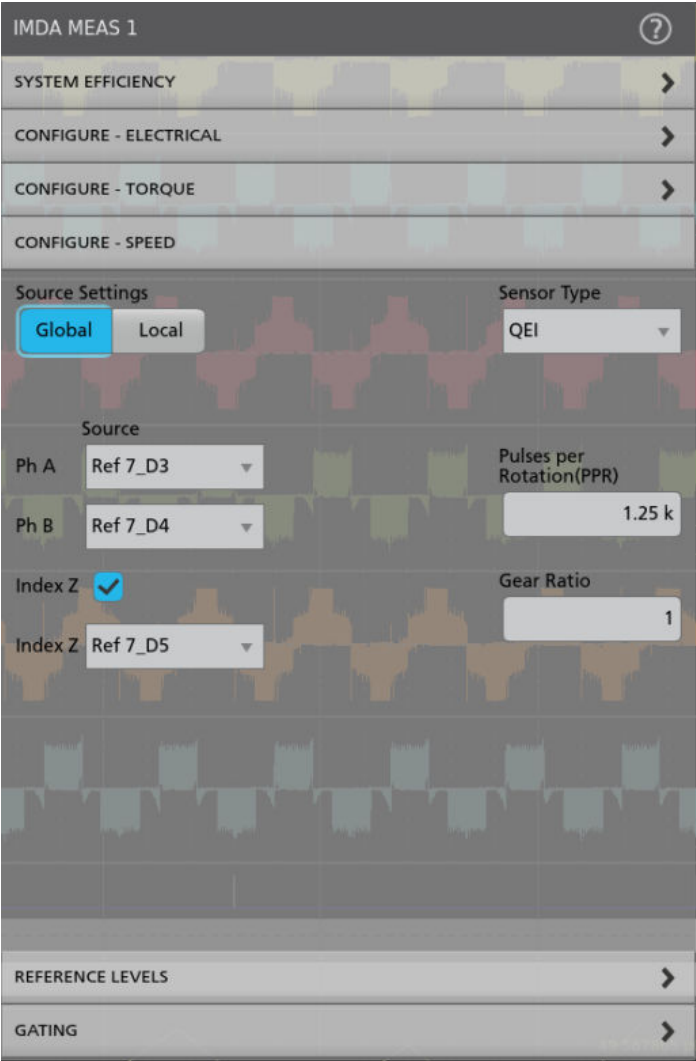 IMDA MEAS 1 ?
SYSTEM EFFICIENCY
CONFIGURE - ELECTRICAL
CONFIGURE - TORQUE
CONFIGURE - SPEED
Source Settings
Global Local
Sensor Type
QEI
Source
Ph A Ref 7_D3
Pulses per
Rotation(PPR)
1.25 k
Ph B Ref 7_D4
Index Z
Gear Ratio
1
Index Z Ref 7_D5
REFERENCE LEVELS
GATING